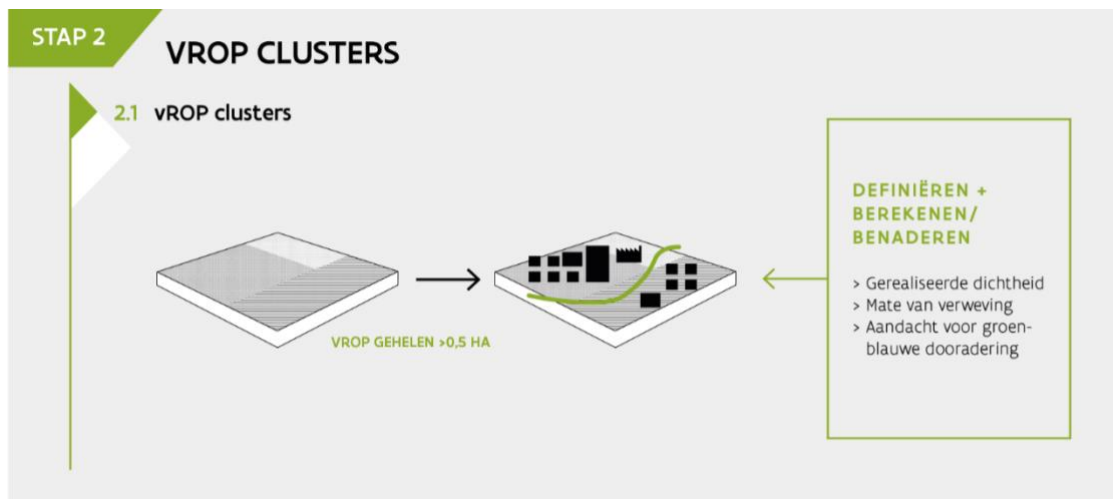 STAP 2
VROP CLUSTERS
2.1 vROP clusters
VROP GEHELEN >0,5 HA
DEFINIËREN +
BEREKENEN/
BENADEREN
> Gerealiseerde dichtheid
> Mate van verweving
> Aandacht voor groen-
blauwe dooradering